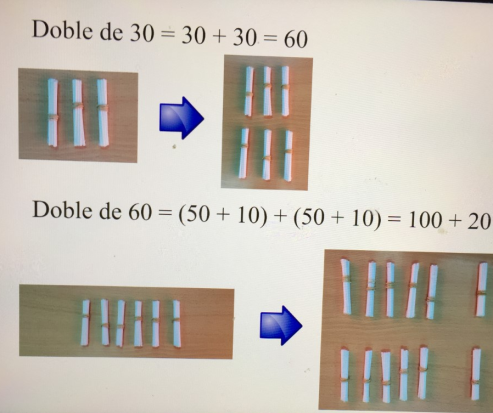 Doble de 30 = 30 + 30 = 60
Doble de 60 = (50 + 10) + (50 + 10) = 100 + 20